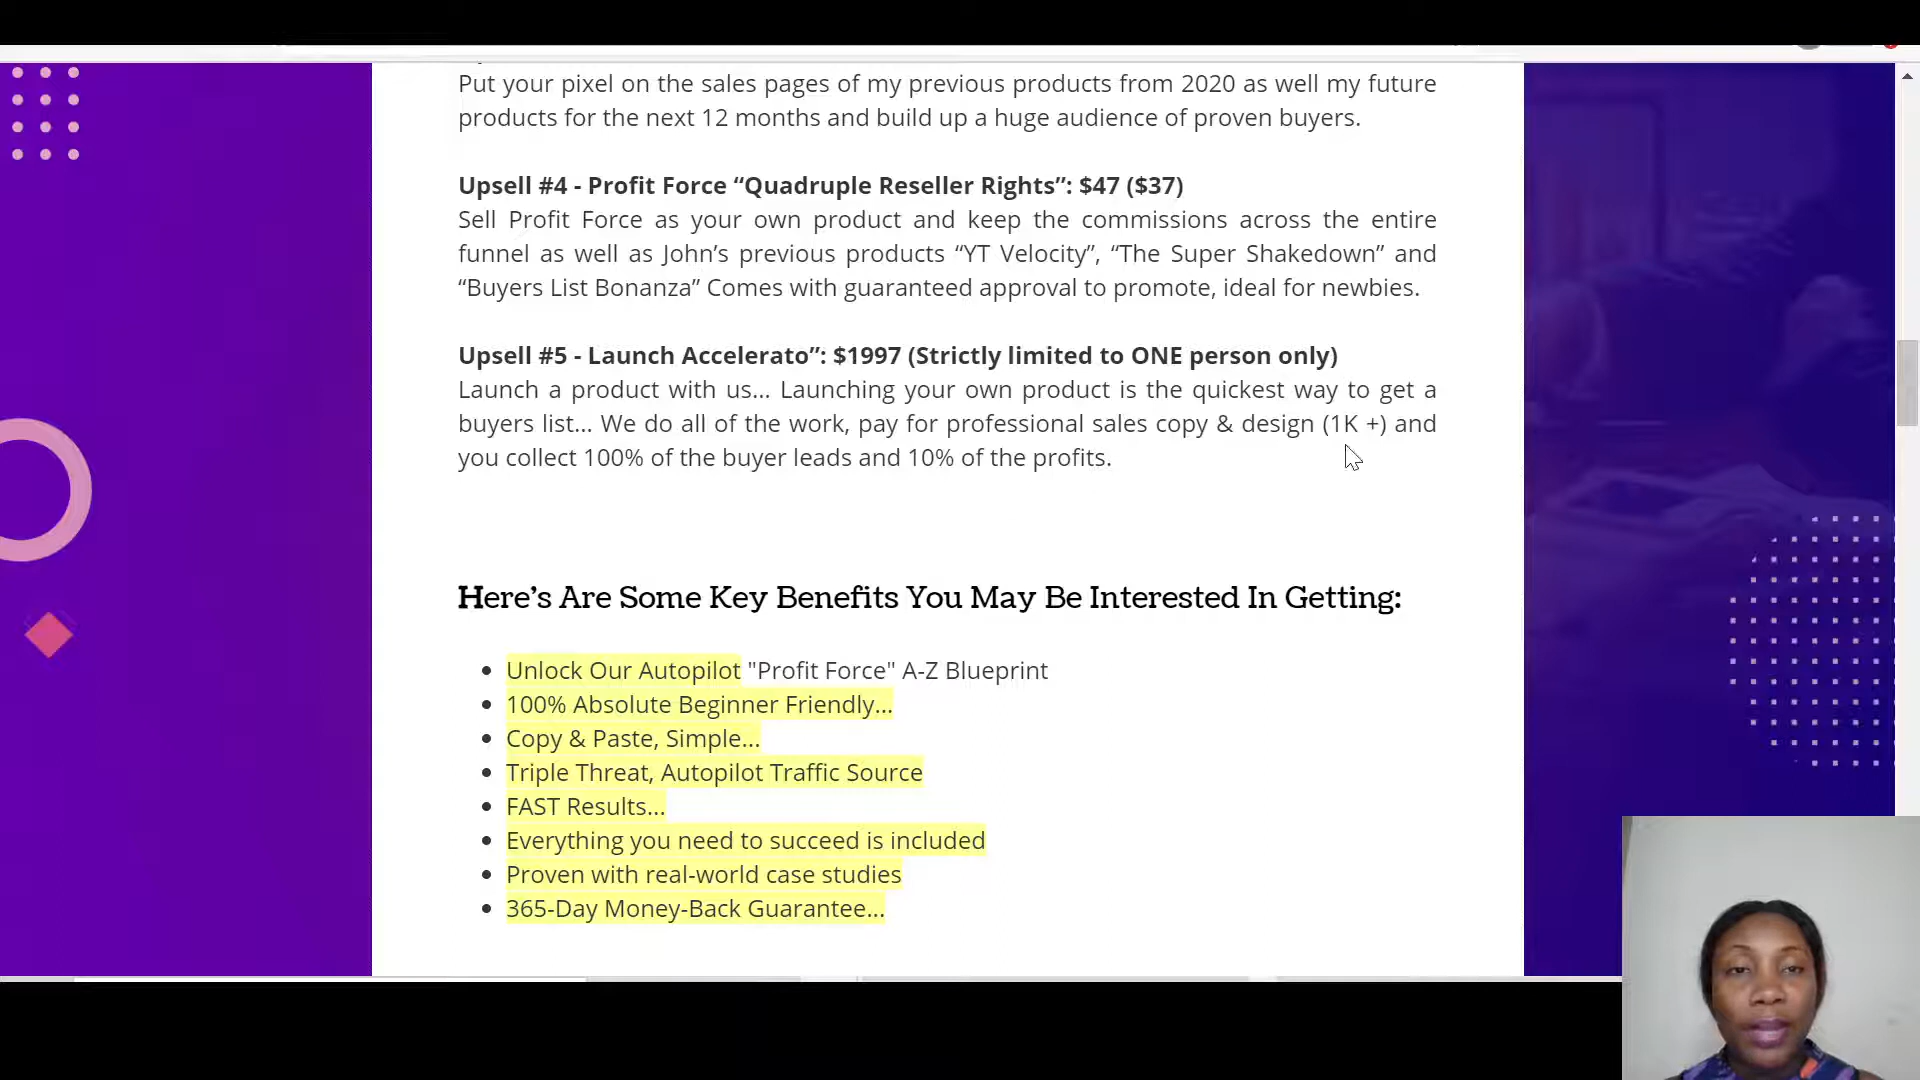 Put your pixel on the sales pages of my previous products from 2020 as well my future
products for the next 12 months and build up a huge audience of proven buyers.
Upsell #4 - Profit Force “Quadruple Reseller Rights”: $47 ($37)
Sell Profit Force as your own product and keep the commissions across the entire
funnel as well as John’s previous products “YT Velocity”, “The Super Shakedown” and
“Buyers List Bonanza” Comes with guaranteed approval to promote, ideal for newbies.
Upsell #5 - Launch Accelerato”: $1997 (Strictly limited to ONE person only)
Launch a product with us... Launching your own product is the quickest way to get a
buyers list... We do all of the work, pay for professional sales copy & design (1K +) and
you collect 100% of the buyer leads and 10% of the profits.
Here’s Are Some Key Benefits You May Be Interested In Getting:
Unlock Our Autopilot "Profit Force" A-Z Blueprint
100% Absolute Beginner Friendly...
Copy & Paste, Simple...
Triple Threat, Autopilot Traffic Source
FAST Results...
Everything you need to succeed is included
Proven with real-world case studies
365-Day Money-Back Guarantee...